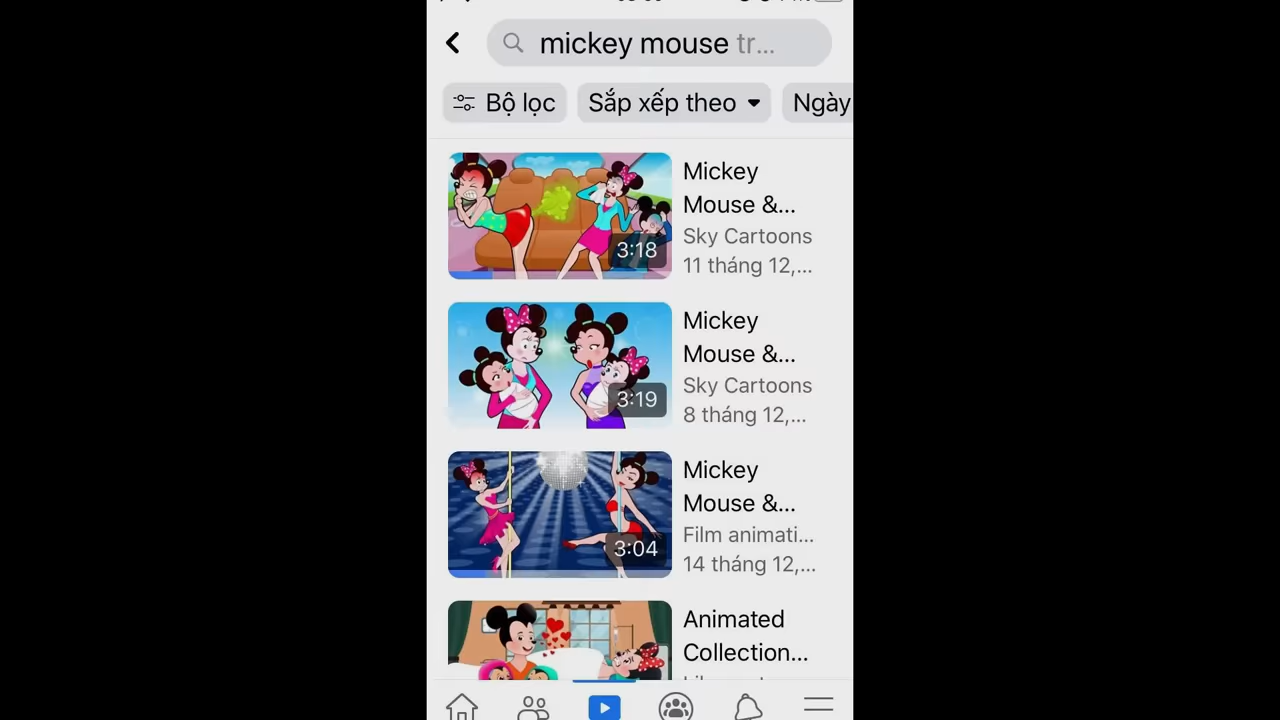 mickey mouse tr...
Bộ lọc
Sắp xếp theo
Ngày
Mickey
Mouse &...
Sky Cartoons
11 tháng 12,...
3:18
Mickey
Mouse &...
Sky Cartoons
8 tháng 12,...
3:19
Mickey
Mouse &...
Film animati...
14 tháng 12,...
3:04
Animated
Collection...